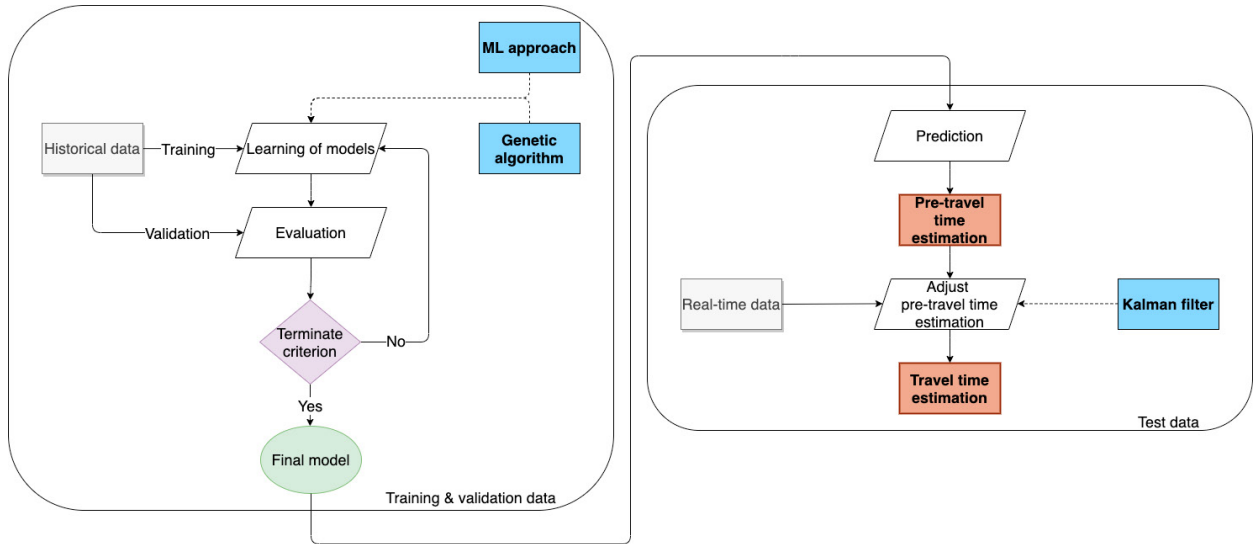 ML approach
Historical data
Training
Learning of models
Genetic
algorithm
Validation
Evaluation
Terminate
criterion
No
Yes
Final model
Training & validation data
Prediction
Pre-travel
time
estimation
Real-time data
Adjust
pre-travel time
estimation
Kalman filter
Travel time
estimation
Test data